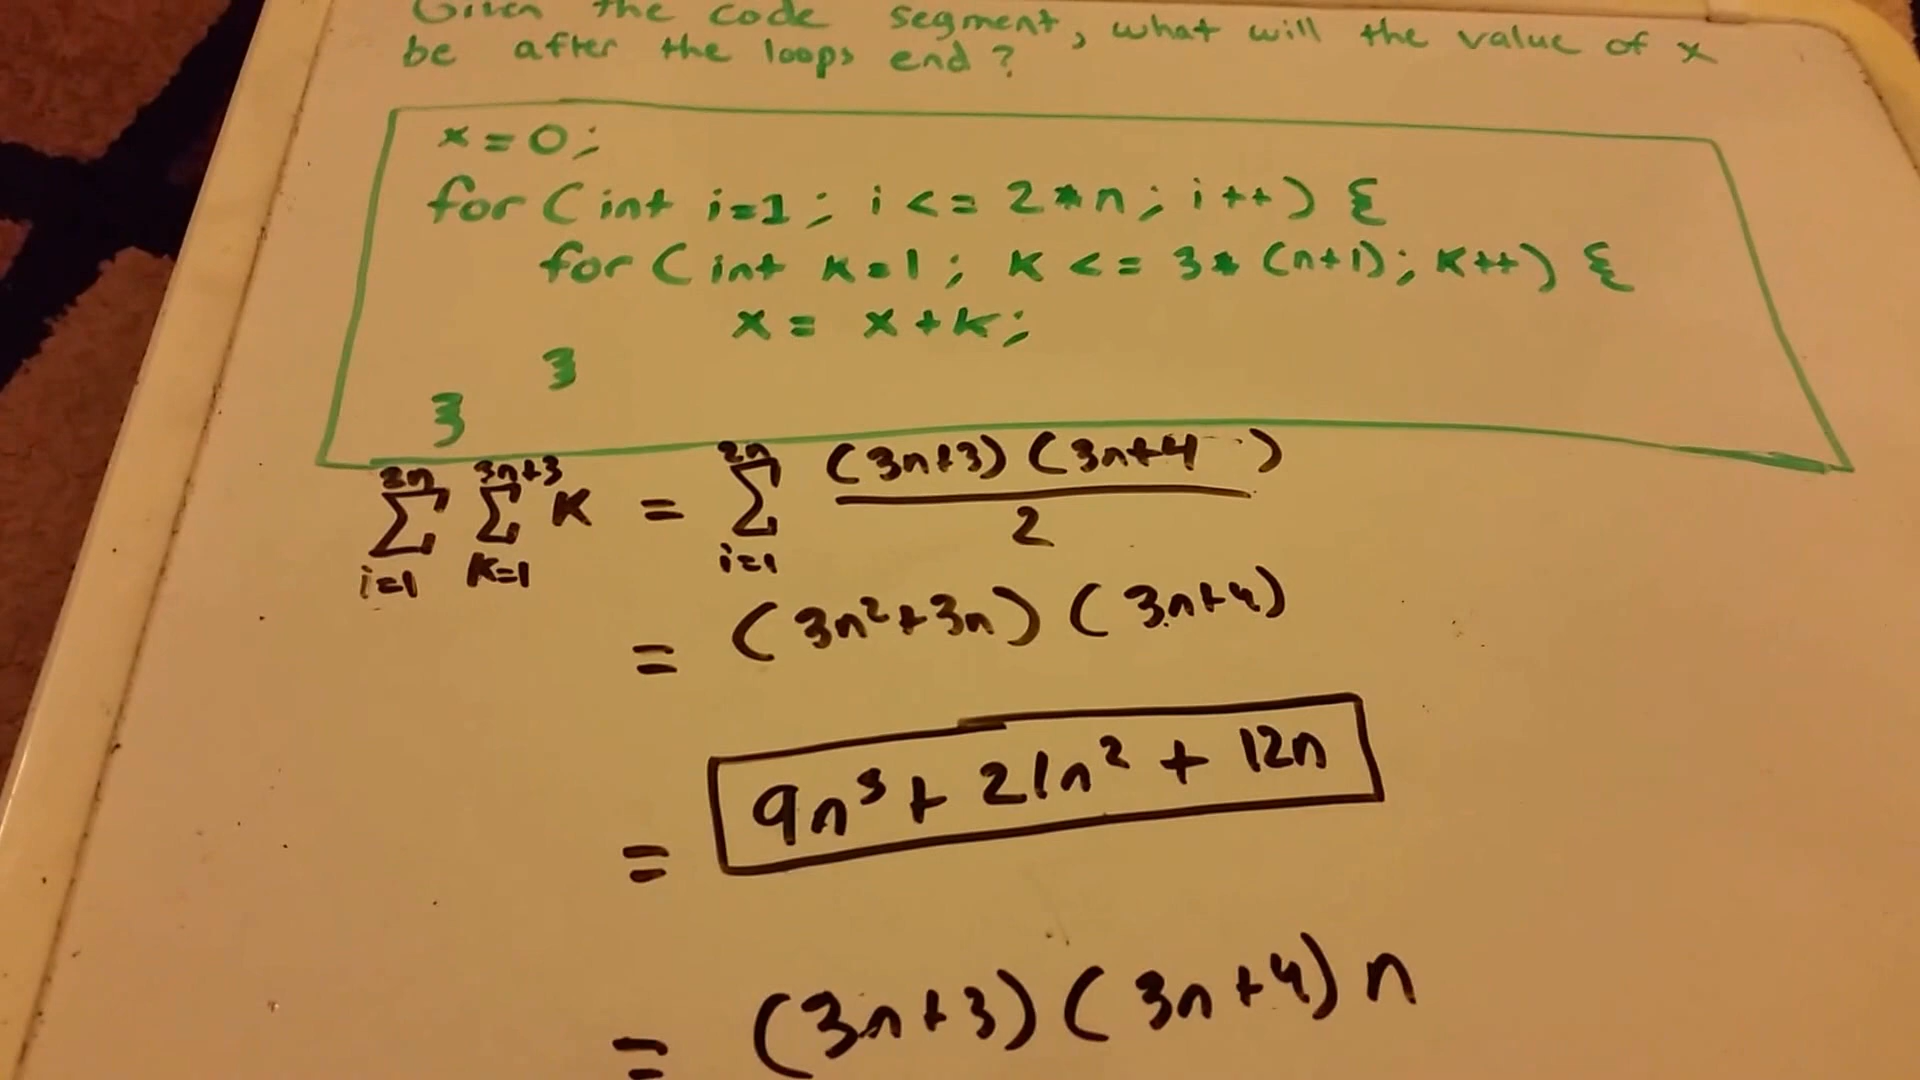 Given the code segment, what will the value of x
be after the loops end?
x = 0;
for (int i=1; i <= 2*n; i++) {
for (int k=1; k <= 3*(n+1); k++) {
x = x+k;
}
}
2n 3n+3 2n (3n+3)(3n+4)
Σ Σ K = Σ 2
i=1 K=1 i=1
= (3n²+3n)(3n+4)
= 9n³ + 21n² + 12n
= (3n+3)(3n+4)n